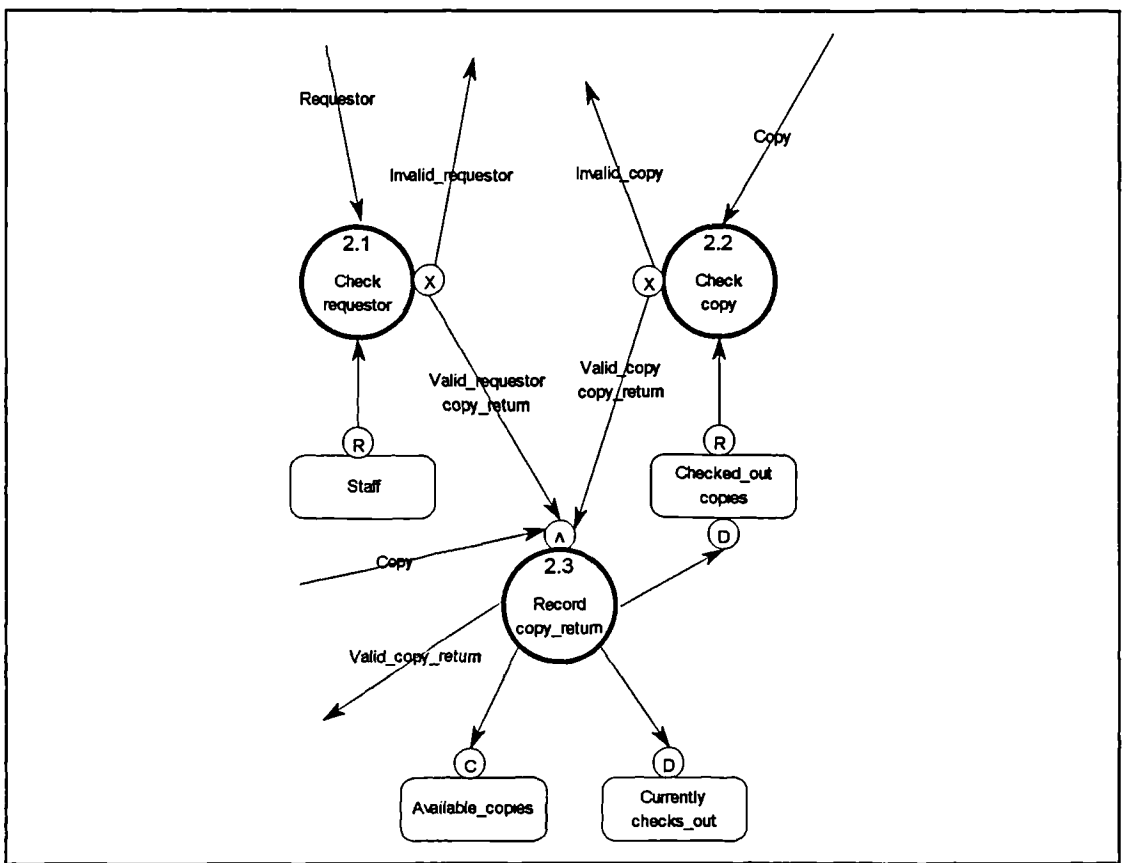 Requestor
Copy
Invalid_requestor
Invalid_copy
2.1
Check
requestor
X
X
2.2
Check
copy
Valid_requestor
copy_return
Valid_copy
copy_return
R
Staff
R
Checked_out
copies
D
Copy
Λ
2.3
Record
copy_return
Valid_copy_return
C
Available_copies
D
Currently
checks_out